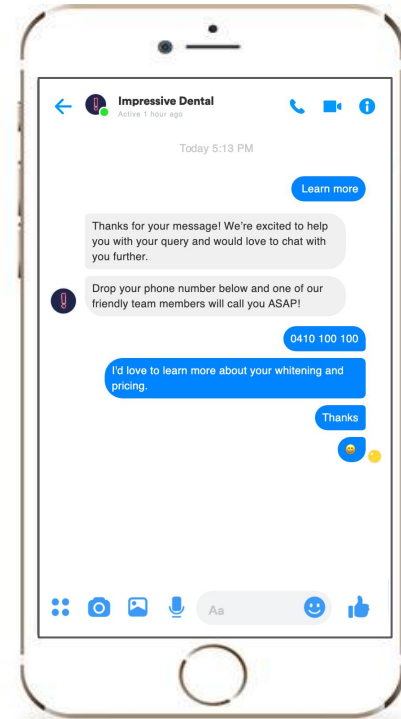 Impressive Dental
Active 1 hour ago
Today 5:13 PM
Learn more
Thanks for your message! We're excited to help
you with your query and would love to chat with
you further.
Drop your phone number below and one of our
friendly team members will call you ASAP!
0410 100 100
I'd love to learn more about your whitening and
pricing.
Thanks
😄
Aa